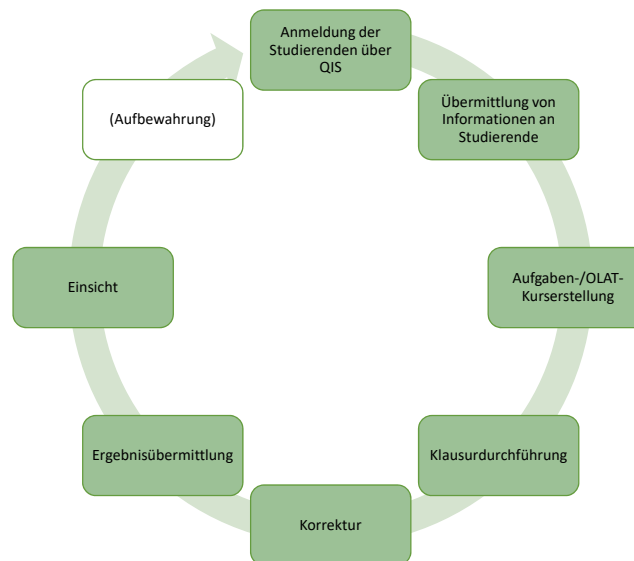 Anmeldung der
Studierenden über
QIS
Übermittlung von
Informationen an
Studierende
Aufgaben-/OLAT-
Kurserstellung
Klausurdurchführung
Korrektur
Ergebnisübermittlung
Einsicht
(Aufbewahrung)